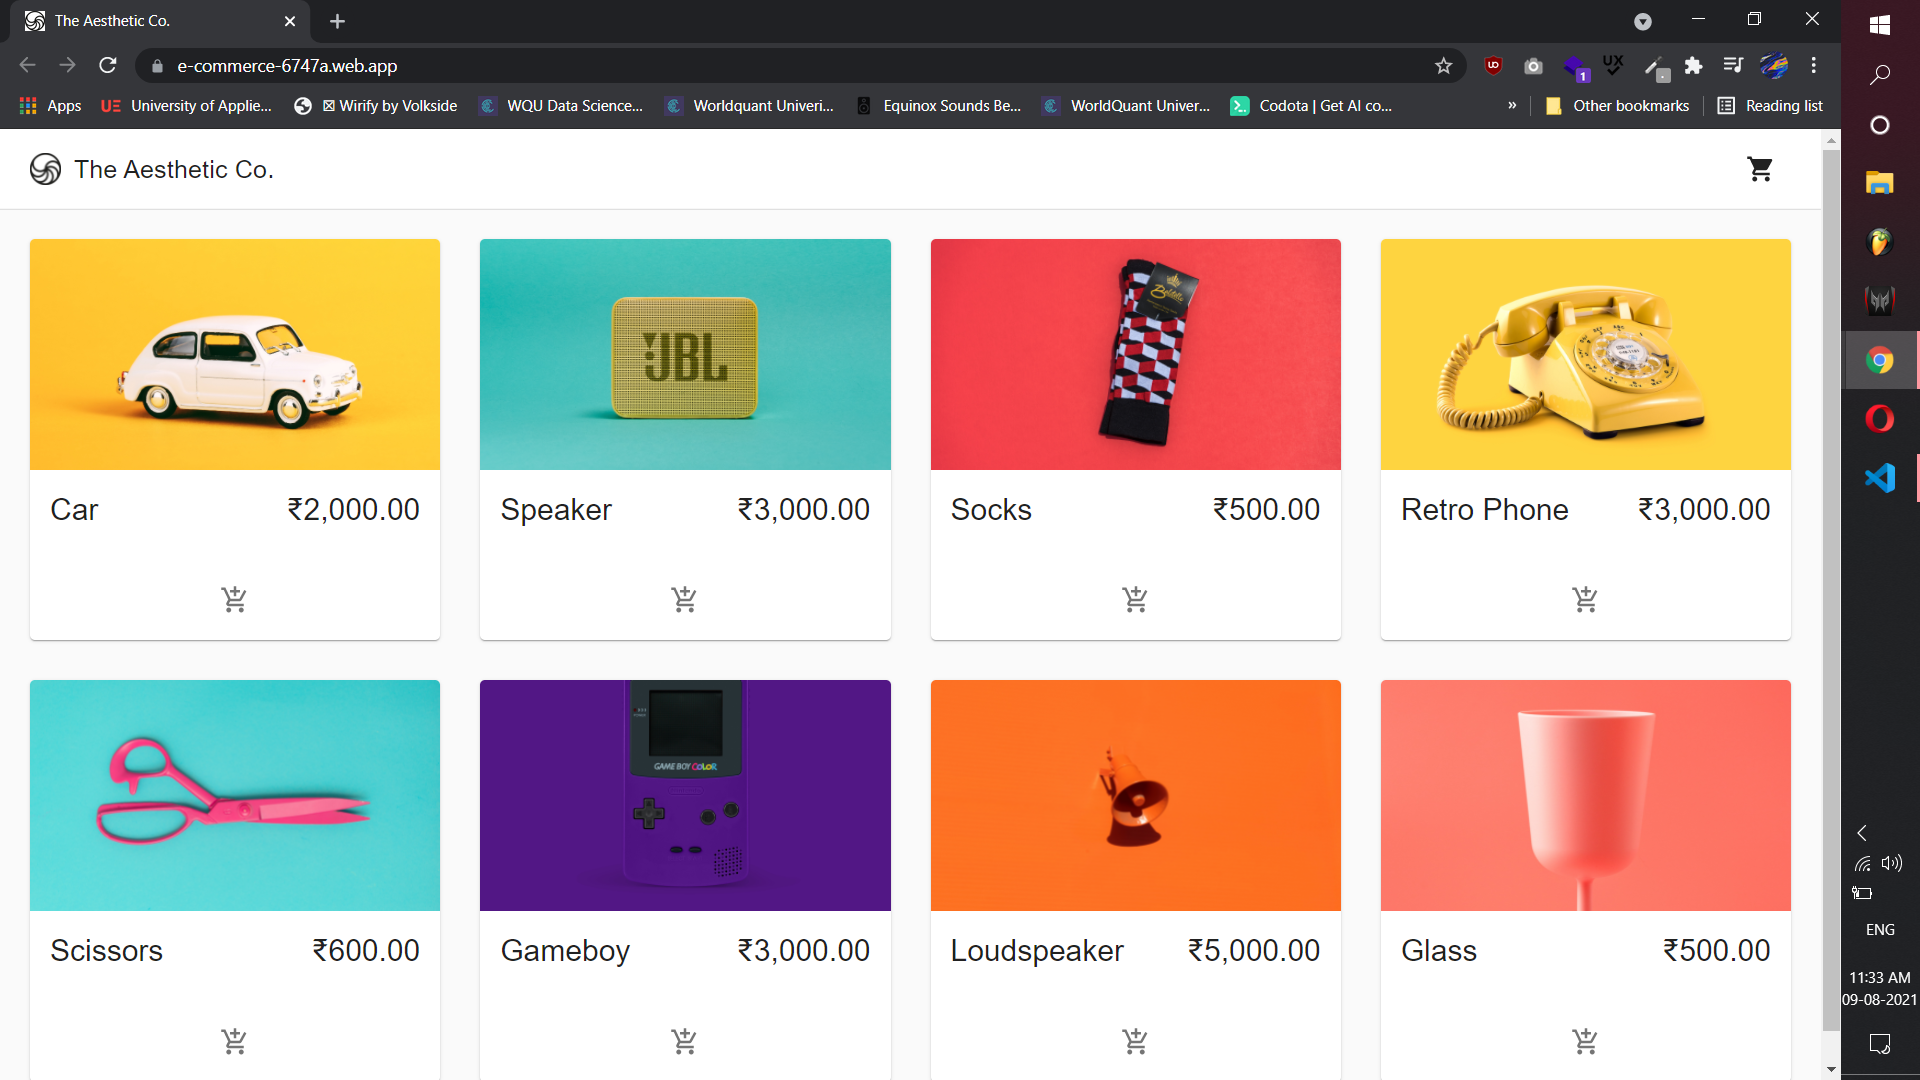 The Aesthetic Co.
e-commerce-6747a.web.app
UX
1
Apps
UE University of Applie...
Wirify by Volkside
WQU Data Science...
Worldquant Univeri...
Equinox Sounds Be...
WorldQuant Univer...
Codota | Get AI co...
»
Other bookmarks
Reading list
The Aesthetic Co.
JBL
GAME BOY COLOR
Car ₹2,000.00
Speaker ₹3,000.00
Socks ₹500.00
Retro Phone ₹3,000.00
Scissors ₹600.00
Gameboy ₹3,000.00
Loudspeaker ₹5,000.00
Glass ₹500.00
ENG
11:33 AM
09-08-2021